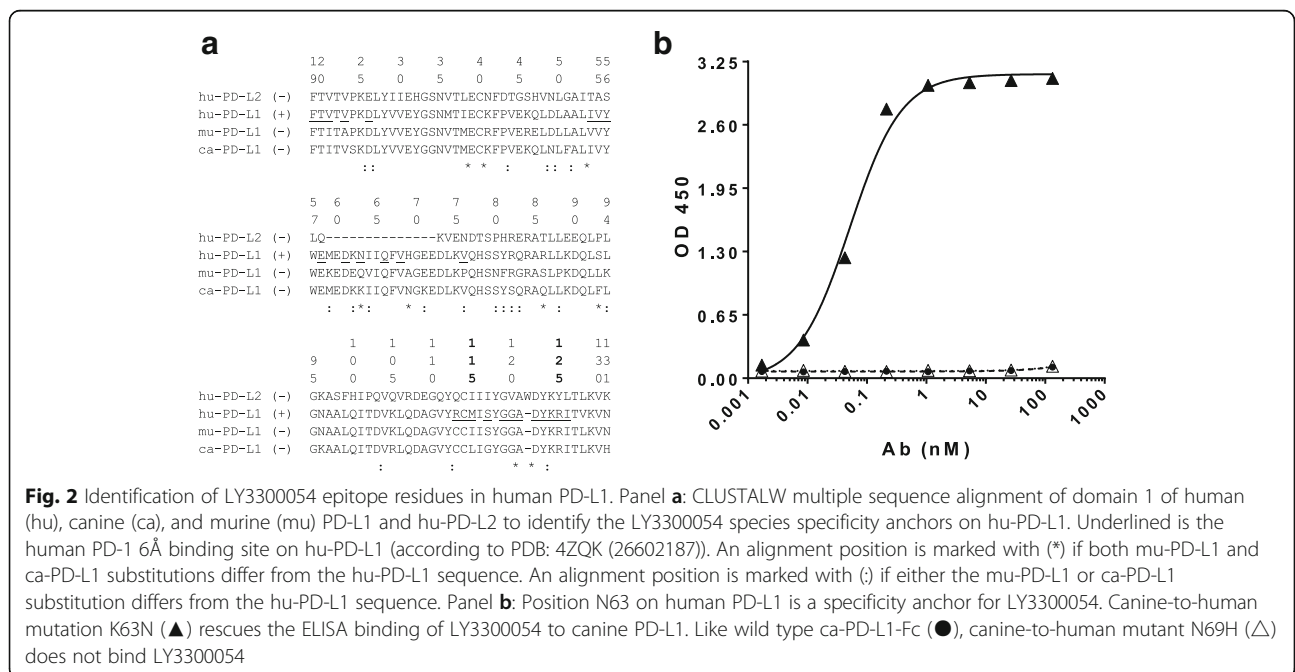 a
12 2 3 3 4 4 5 55
90 5 0 5 0 5 0 56
hu-PD-L2 (-) FTVTVPKELYIIEHGSNVTLECNFDTGSHVNLGAITAS
hu-PD-L1 (+) FTVTVPKDLYVVEYGSNMTIECKFPVEKQLDLAALIVY
mu-PD-L1 (-) FTITAPKDLYVVEYGSNVTMECRFPVERELDLLALVVY
ca-PD-L1 (-) FTITVSKDLYVVEYGGNVTMECKFPVEKQLNLFALIVY
:: * * : :: : *
5 6 6 7 7 8 8 9 9
7 0 5 0 5 0 5 0 4
hu-PD-L2 (-) LQ--------------KVENDTSPHRERATLLEEQLPL
hu-PD-L1 (+) WEMEDKNIIQFVHGEEDLKVQHSSYRQRARLLKDQLSL
mu-PD-L1 (-) WEKEDEQVIQFVAGEEDLKPQHSNFRGRASLPKDQLLK
ca-PD-L1 (-) WEMEDKKIIQFVNGKEDLKVQHSSYSQRAQLLKDQLFL
: :*: * : : :::: * : *:
1 1 1 1 1 1 11
9 0 0 1 1 2 2 33
5 0 5 0 5 0 5 01
hu-PD-L2 (-) GKASFHIPQVQVRDEGQYQCIIIYGVAWDYKYLTLKVK
hu-PD-L1 (+) GNAALQITDVKLQDAGVYRCMISYGGA-DYKRITVKVN
mu-PD-L1 (-) GNAALQITDVKLQDAGVYCCIISYGGA-DYKRITLKVN
ca-PD-L1 (-) GKAALQITDVRLQDAGVYCCLIGYGGA-DYKRITLKVH
: : * * :
b
OD 450
3.25
2.60
1.95
1.30
0.65
0.00
0.001 0.01 0.1 1 10 100 1000
Ab (nM)
Fig. 2 Identification of LY3300054 epitope residues in human PD-L1. Panel a: CLUSTALW multiple sequence alignment of domain 1 of human
(hu), canine (ca), and murine (mu) PD-L1 and hu-PD-L2 to identify the LY3300054 species specificity anchors on hu-PD-L1. Underlined is the
human PD-1 6Å binding site on hu-PD-L1 (according to PDB: 4ZQK (26602187)). An alignment position is marked with (*) if both mu-PD-L1 and
ca-PD-L1 substitutions differ from the hu-PD-L1 sequence. An alignment position is marked with (:) if either the mu-PD-L1 or ca-PD-L1
substitution differs from the hu-PD-L1 sequence. Panel b: Position N63 on human PD-L1 is a specificity anchor for LY3300054. Canine-to-human
mutation K63N (▲) rescues the ELISA binding of LY3300054 to canine PD-L1. Like wild type ca-PD-L1-Fc (●), canine-to-human mutant N69H (△)
does not bind LY3300054